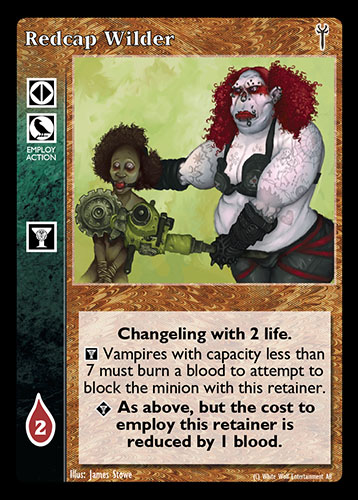 Redcap Wilder
EMPLOY
ACTION
Changeling with 2 life.
Vampires with capacity less than
7 must burn a blood to attempt to
block the minion with this retainer.
As above, but the cost to
employ this retainer is
reduced by 1 blood.
2
Illus: James Stowe
(C) White Wolf Entertainment AB